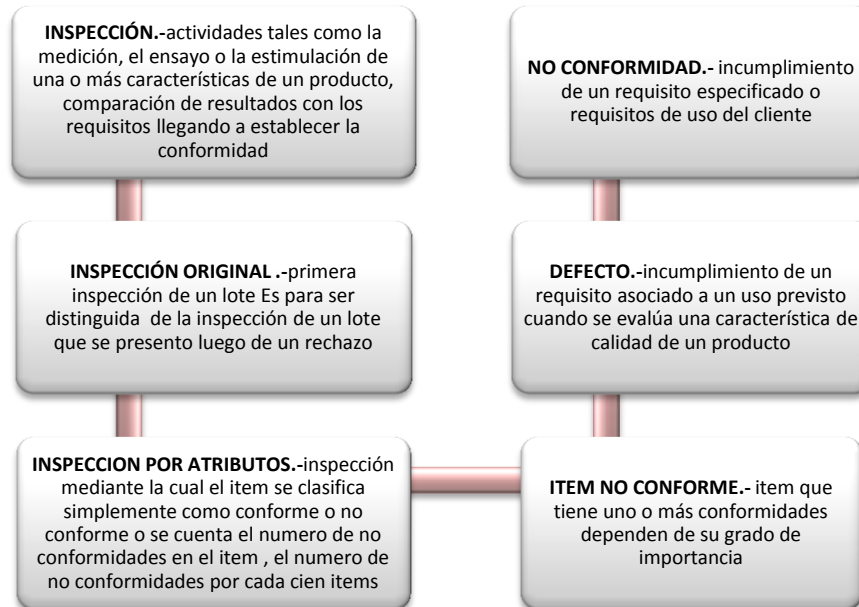 INSPECCIÓN.-actividades tales como la
medición, el ensayo o la estimulación de
una o más características de un producto,
comparación de resultados con los
requisitos llegando a establecer la
conformidad
INSPECCIÓN ORIGINAL .-primera
inspección de un lote Es para ser
distinguida de la inspección de un lote
que se presento luego de un rechazo
INSPECCION POR ATRIBUTOS.-inspección
mediante la cual el item se clasifica
simplemente como conforme o no
conforme o se cuenta el numero de no
conformidades en el item , el numero de
no conformidades por cada cien items
ITEM NO CONFORME.- item que
tiene uno o más conformidades
dependen de su grado de
importancia
DEFECTO.-incumplimiento de un
requisito asociado a un uso previsto
cuando se evalúa una característica de
calidad de un producto
NO CONFORMIDAD.- incumplimiento
de un requisito especificado o
requisitos de uso del cliente